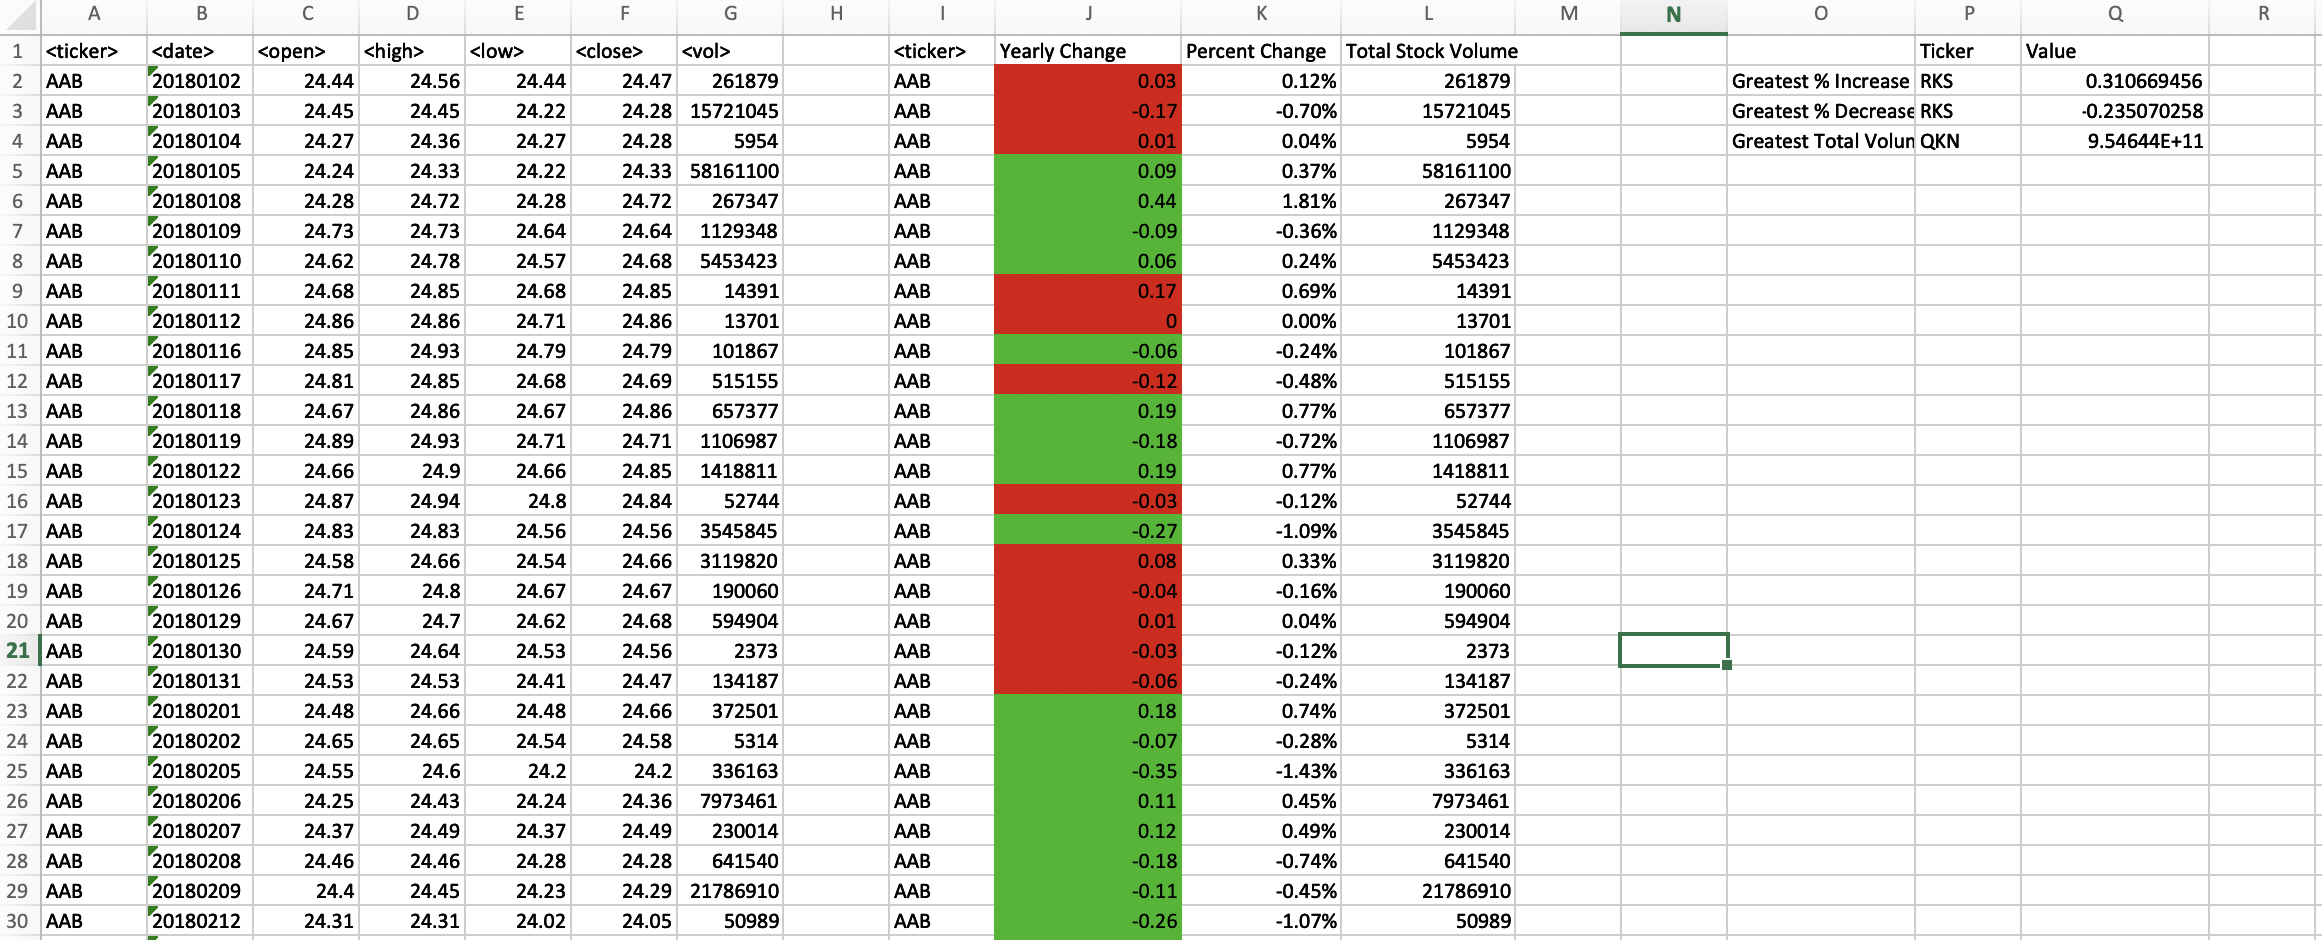 A B C D E F G H I J K L M N O P Q R
1 <ticker> <date> <open> <high> <low> <close> <vol> <ticker> Yearly Change Percent Change Total Stock Volume Ticker Value
2 AAB 20180102 24.44 24.56 24.44 24.47 261879 AAB 0.03 0.12% 261879 Greatest % Increase RKS 0.310669456
3 AAB 20180103 24.45 24.45 24.22 24.28 15721045 AAB -0.17 -0.70% 15721045 Greatest % Decrease RKS -0.235070258
4 AAB 20180104 24.27 24.36 24.27 24.28 5954 AAB 0.01 0.04% 5954 Greatest Total Volun QKN 9.54644E+11
5 AAB 20180105 24.24 24.33 24.22 24.33 58161100 AAB 0.09 0.37% 58161100
6 AAB 20180108 24.28 24.72 24.28 24.72 267347 AAB 0.44 1.81% 267347
7 AAB 20180109 24.73 24.73 24.64 24.64 1129348 AAB -0.09 -0.36% 1129348
8 AAB 20180110 24.62 24.78 24.57 24.68 5453423 AAB 0.06 0.24% 5453423
9 AAB 20180111 24.68 24.85 24.68 24.85 14391 AAB 0.17 0.69% 14391
10 AAB 20180112 24.86 24.86 24.71 24.86 13701 AAB 0 0.00% 13701
11 AAB 20180116 24.85 24.93 24.79 24.79 101867 AAB -0.06 -0.24% 101867
12 AAB 20180117 24.81 24.85 24.68 24.69 515155 AAB -0.12 -0.48% 515155
13 AAB 20180118 24.67 24.86 24.67 24.86 657377 AAB 0.19 0.77% 657377
14 AAB 20180119 24.89 24.93 24.71 24.71 1106987 AAB -0.18 -0.72% 1106987
15 AAB 20180122 24.66 24.9 24.66 24.85 1418811 AAB 0.19 0.77% 1418811
16 AAB 20180123 24.87 24.94 24.8 24.84 52744 AAB -0.03 -0.12% 52744
17 AAB 20180124 24.83 24.83 24.56 24.56 3545845 AAB -0.27 -1.09% 3545845
18 AAB 20180125 24.58 24.66 24.54 24.66 3119820 AAB 0.08 0.33% 3119820
19 AAB 20180126 24.71 24.8 24.67 24.67 190060 AAB -0.04 -0.16% 190060
20 AAB 20180129 24.67 24.7 24.62 24.68 594904 AAB 0.01 0.04% 594904
21 AAB 20180130 24.59 24.64 24.53 24.56 2373 AAB -0.03 -0.12% 2373
22 AAB 20180131 24.53 24.53 24.41 24.47 134187 AAB -0.06 -0.24% 134187
23 AAB 20180201 24.48 24.66 24.48 24.66 372501 AAB 0.18 0.74% 372501
24 AAB 20180202 24.65 24.65 24.54 24.58 5314 AAB -0.07 -0.28% 5314
25 AAB 20180205 24.55 24.6 24.2 24.2 336163 AAB -0.35 -1.43% 336163
26 AAB 20180206 24.25 24.43 24.24 24.36 7973461 AAB 0.11 0.45% 7973461
27 AAB 20180207 24.37 24.49 24.37 24.49 230014 AAB 0.12 0.49% 230014
28 AAB 20180208 24.46 24.46 24.28 24.28 641540 AAB -0.18 -0.74% 641540
29 AAB 20180209 24.4 24.45 24.23 24.29 21786910 AAB -0.11 -0.45% 21786910
30 AAB 20180212 24.31 24.31 24.02 24.05 50989 AAB -0.26 -1.07% 50989